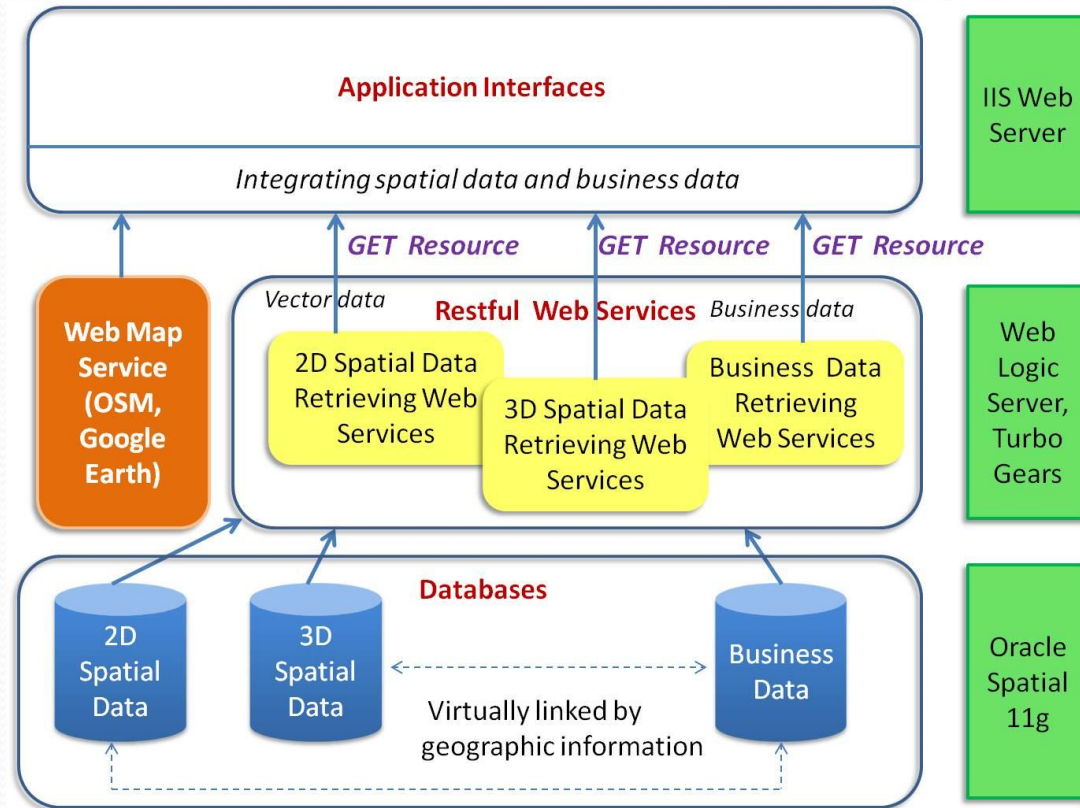 Application Interfaces
Integrating spatial data and business data
IIS Web
Server
GET Resource
GET Resource
GET Resource
Web Map
Service
(OSM,
Google
Earth)
Vector data
Restful Web Services
Business data
2D Spatial Data
Retrieving Web
Services
3D Spatial Data
Retrieving Web
Services
Business Data
Retrieving
Web Services
Web
Logic
Server,
Turbo
Gears
Databases
2D
Spatial
Data
3D
Spatial
Data
Virtually linked by
geographic information
Business
Data
Oracle
Spatial
11g